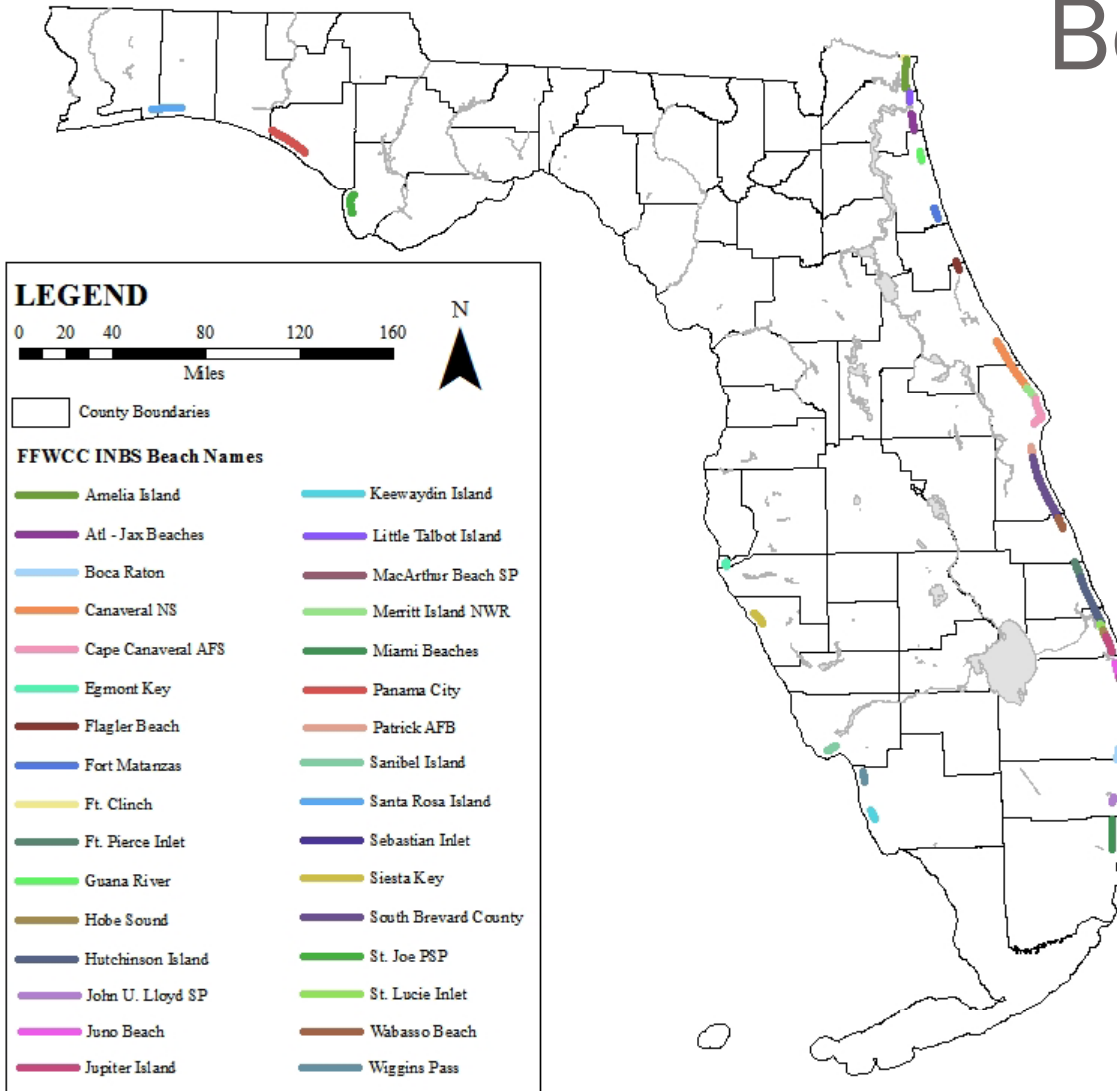 Be
LEGEND
0 20 40 80 120 160
Miles
N
County Boundaries
FFWCC INBS Beach Names
Amelia Island
Atl - Jax Beaches
Boca Raton
Canaveral NS
Cape Canaveral AFS
Egmont Key
Flagler Beach
Fort Matanzas
Ft. Clinch
Ft. Pierce Inlet
Guana River
Hobe Sound
Hutchinson Island
John U. Lloyd SP
Juno Beach
Jupiter Island
Keewaydin Island
Little Talbot Island
MacArthur Beach SP
Merritt Island NWR
Miami Beaches
Panama City
Patrick AFB
Sanibel Island
Santa Rosa Island
Sebastian Inlet
Siesta Key
South Brevard County
St. Joe PSP
St. Lucie Inlet
Wabasso Beach
Wiggins Pass